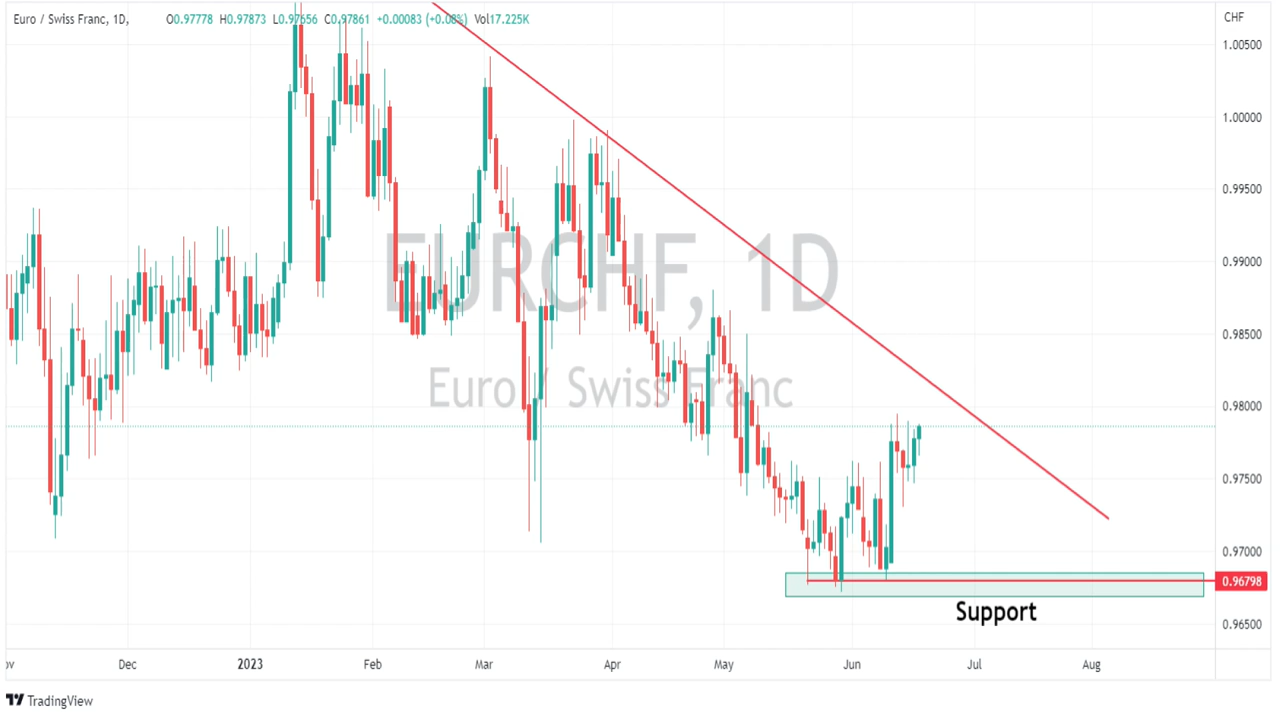 Euro / Swiss Franc, 1D, O0.97778 H0.97873 L0.97656 C0.97861 +0.00083 (+0.08%) Vol17.225K
CHF
1.00500
1.00000
0.99500
0.99000
0.98500
0.98000
0.97500
0.97000
0.96798
0.96500
EURCHF, 1D
Euro / Swiss Franc
Support
ov Dec 2023 Feb Mar Apr May Jun Jul Aug
TradingView